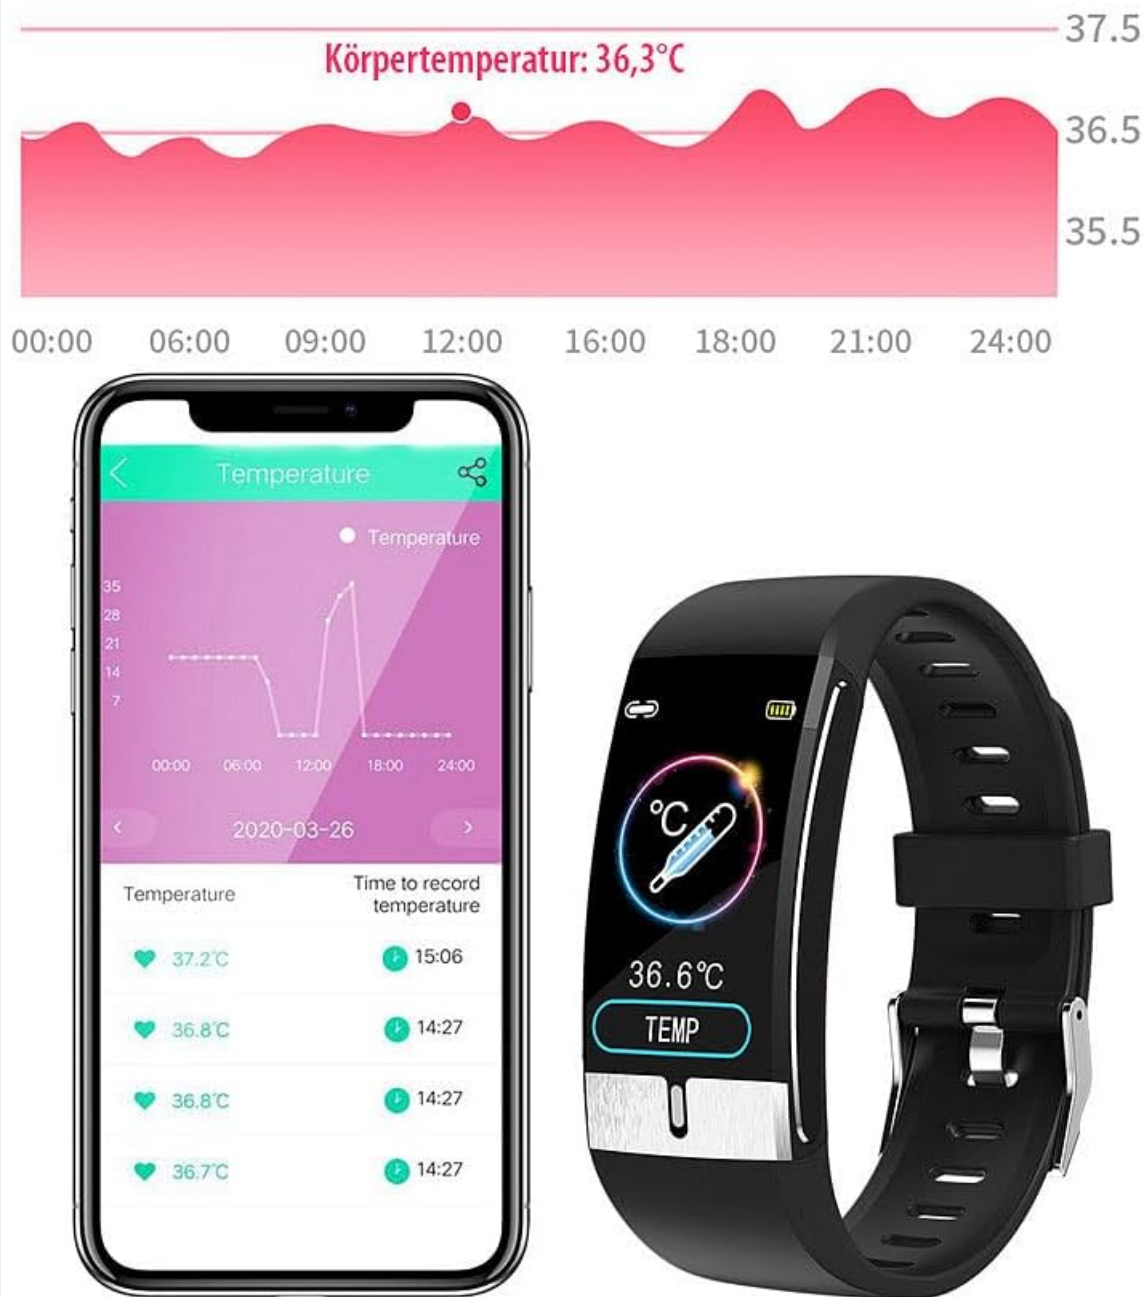 37.5
Körpertemperatur: 36,3°C
36.5
35.5
00:00 06:00 09:00 12:00 16:00 18:00 21:00 24:00
Temperature
Temperature
35
28
21
14
7
00:00 06:00 12:00 18:00 24:00
2020-03-26
Temperature
Time to record
temperature
37.2°C 15:06
36.8°C 14:27
36.8°C 14:27
36.7°C 14:27
°C
36.6°C
TEMP